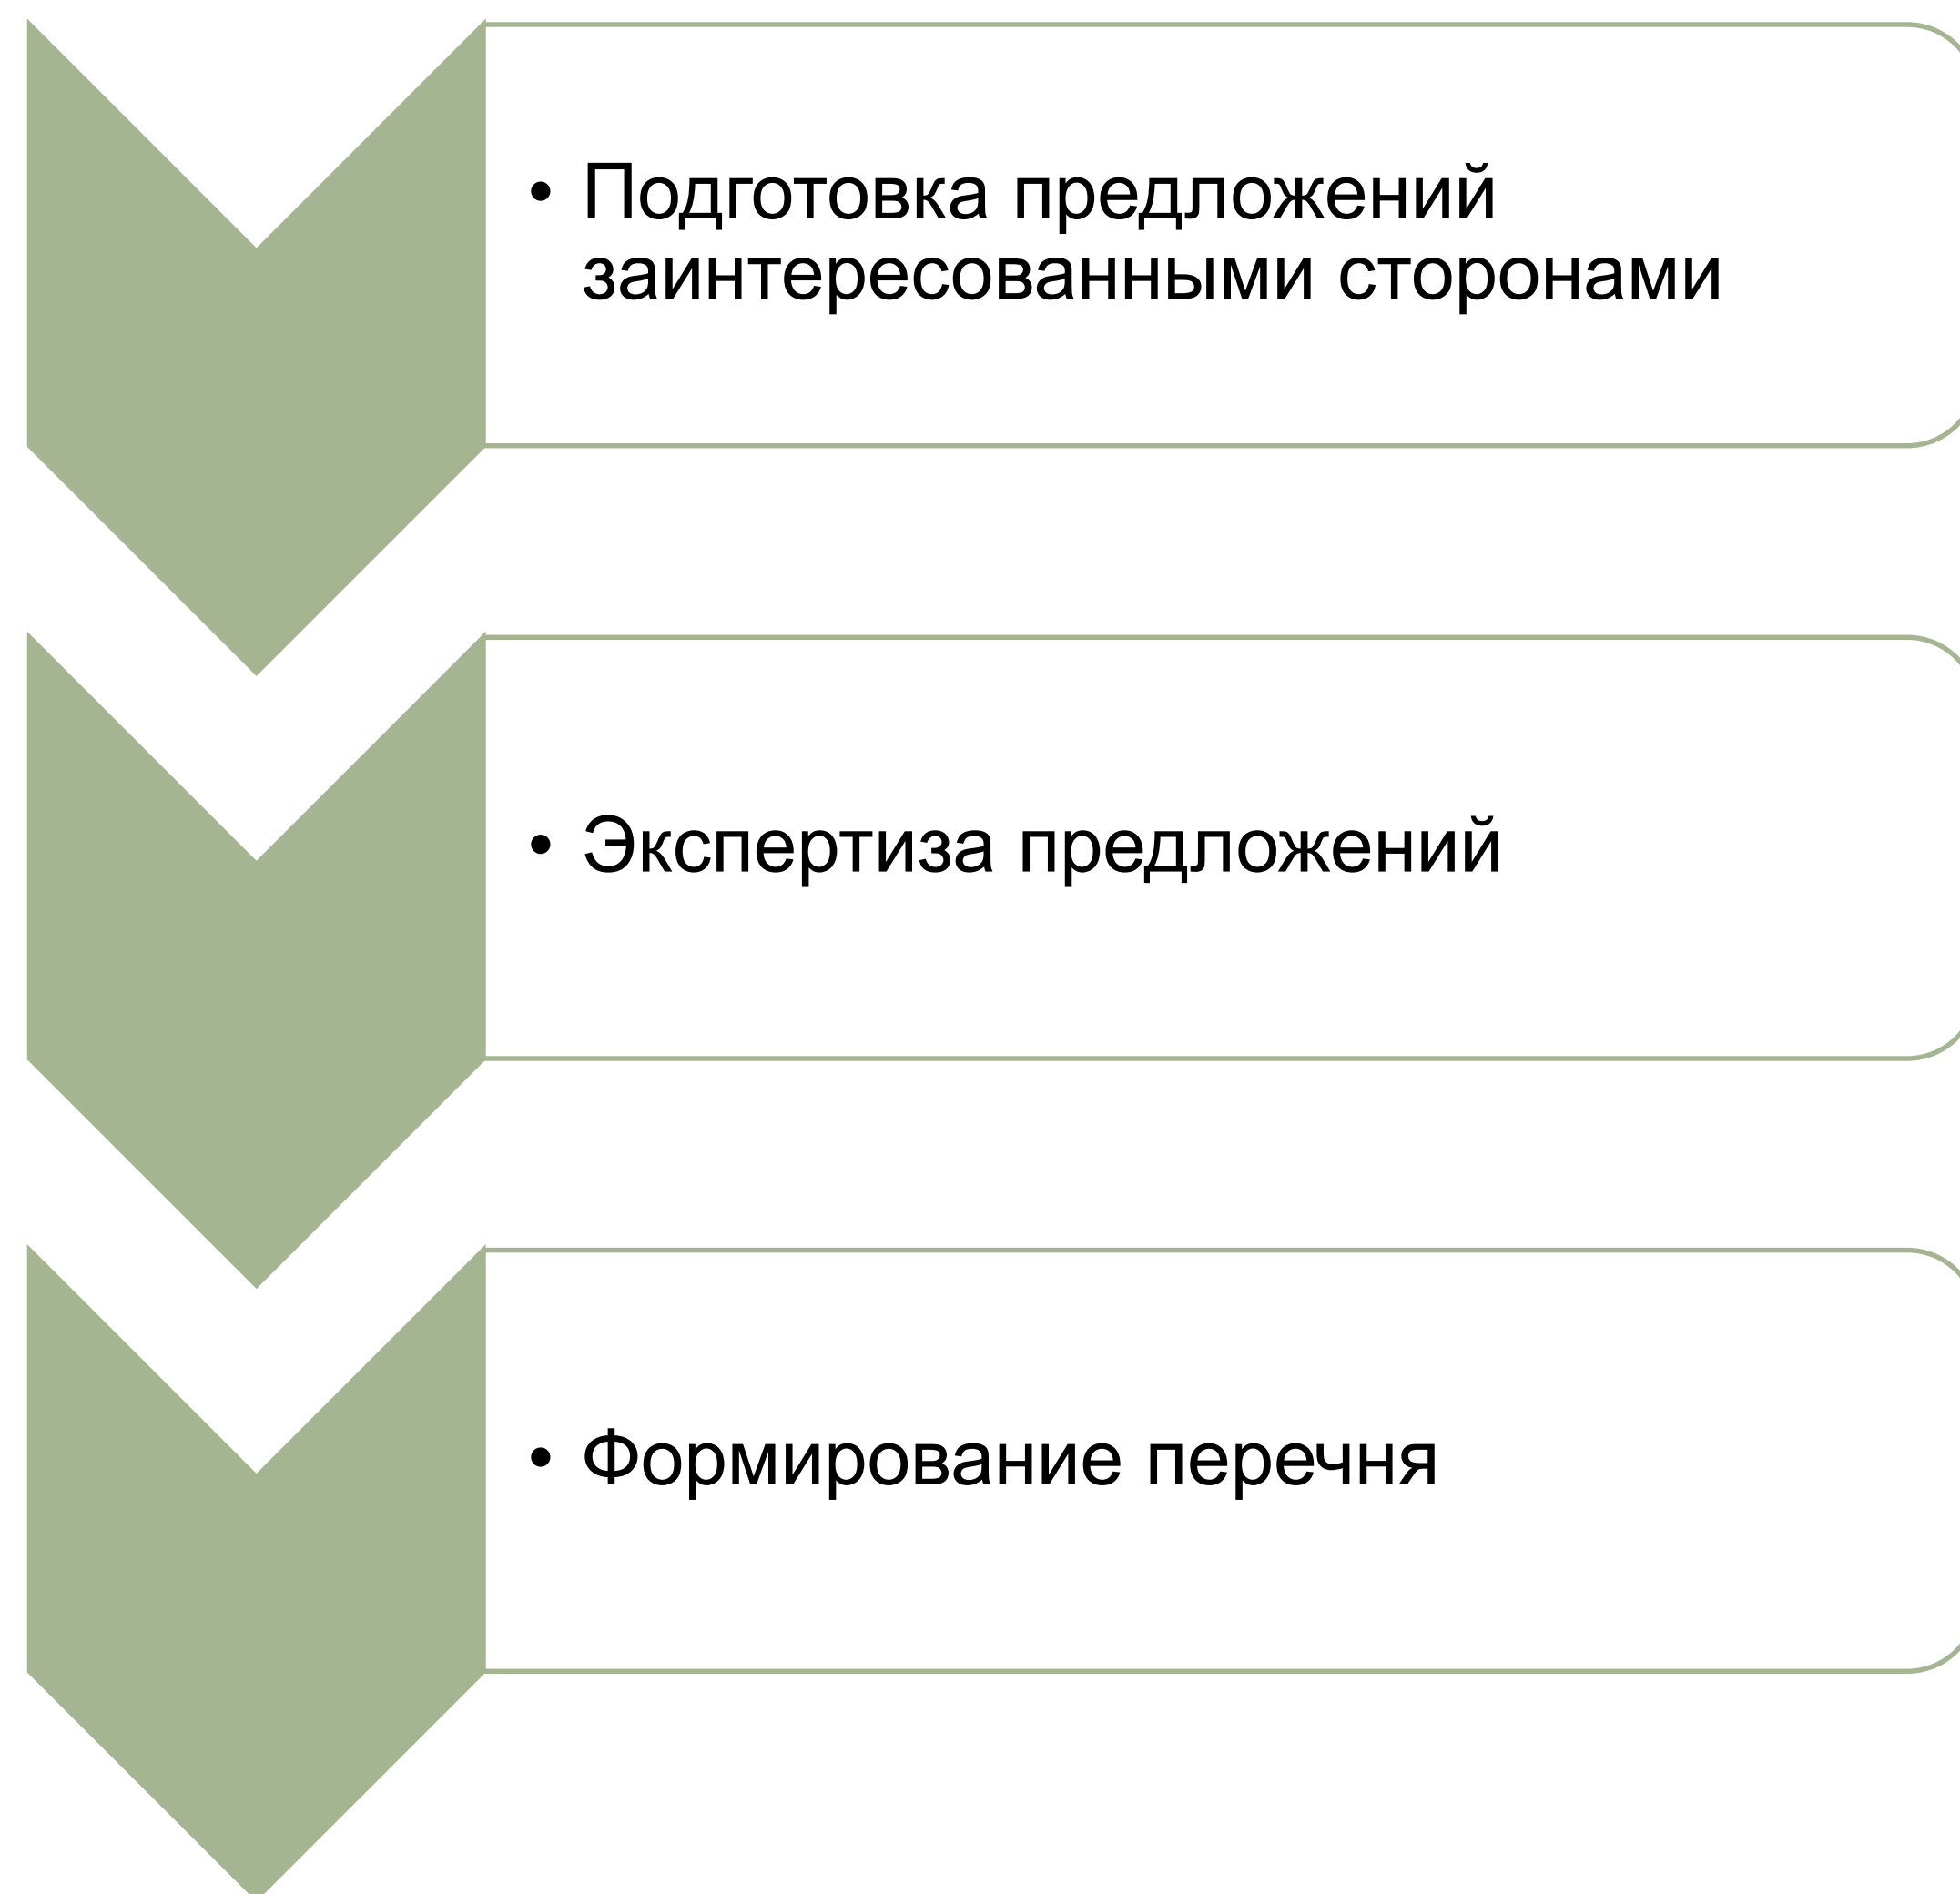 • Подготовка предложений
заинтересованными сторонами
• Экспертиза предложений
• Формирование перечня